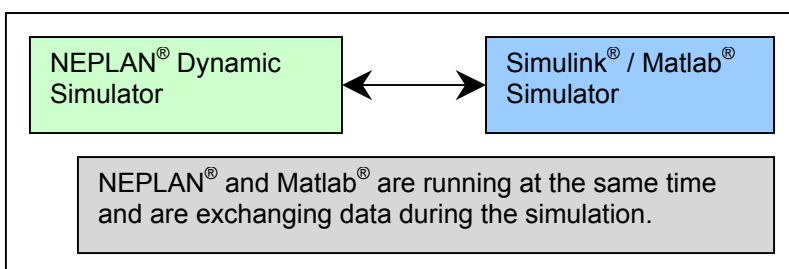 NEPLAN® Dynamic
Simulator
Simulink® / Matlab®
Simulator
NEPLAN® and Matlab® are running at the same time
and are exchanging data during the simulation.